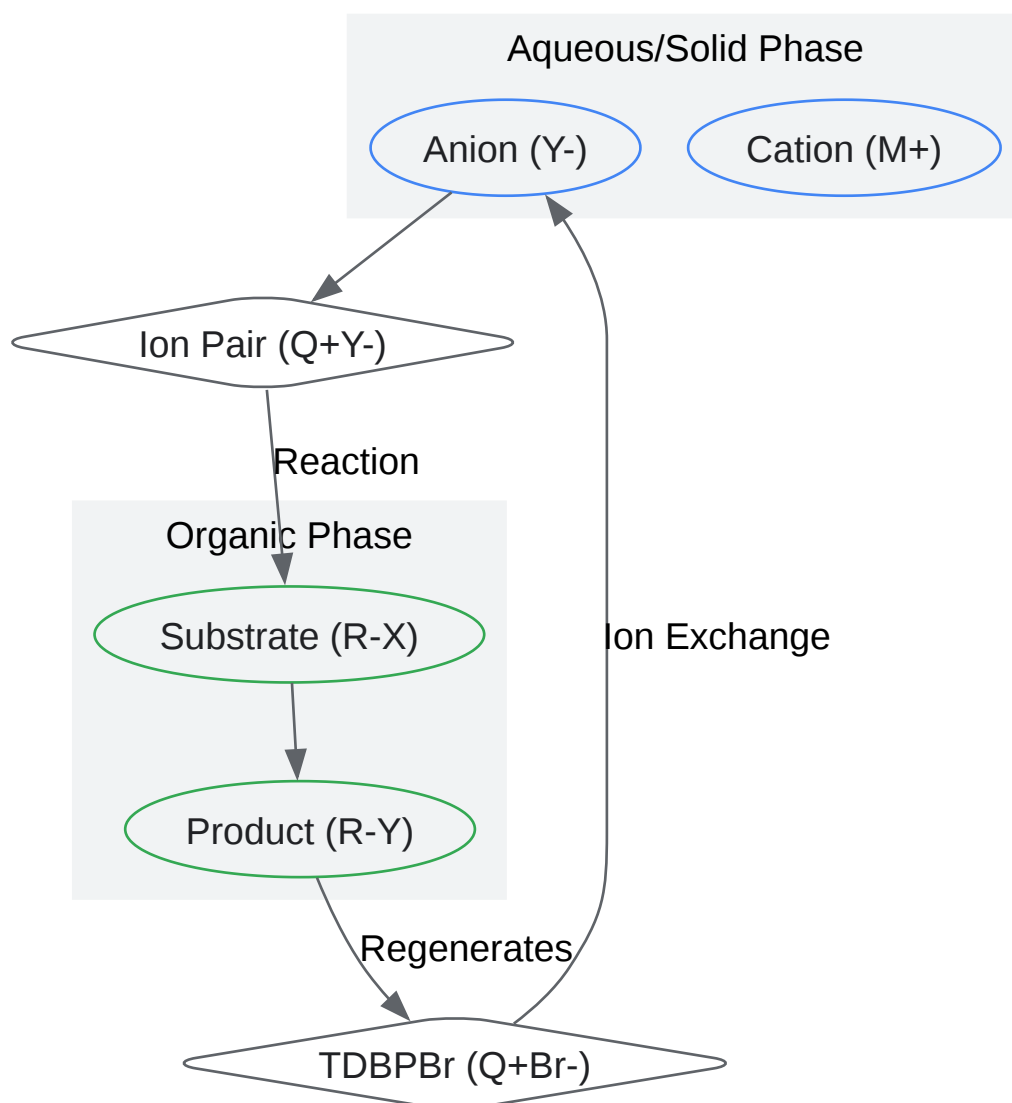 Aqueous/Solid Phase
Anion (Y-)
Cation (M+)
Ion Pair (Q+Y-)
Reaction
Organic Phase
Substrate (R-X)
Ion Exchange
Product (R-Y)
Regenerates
TDBPBr (Q+Br-)